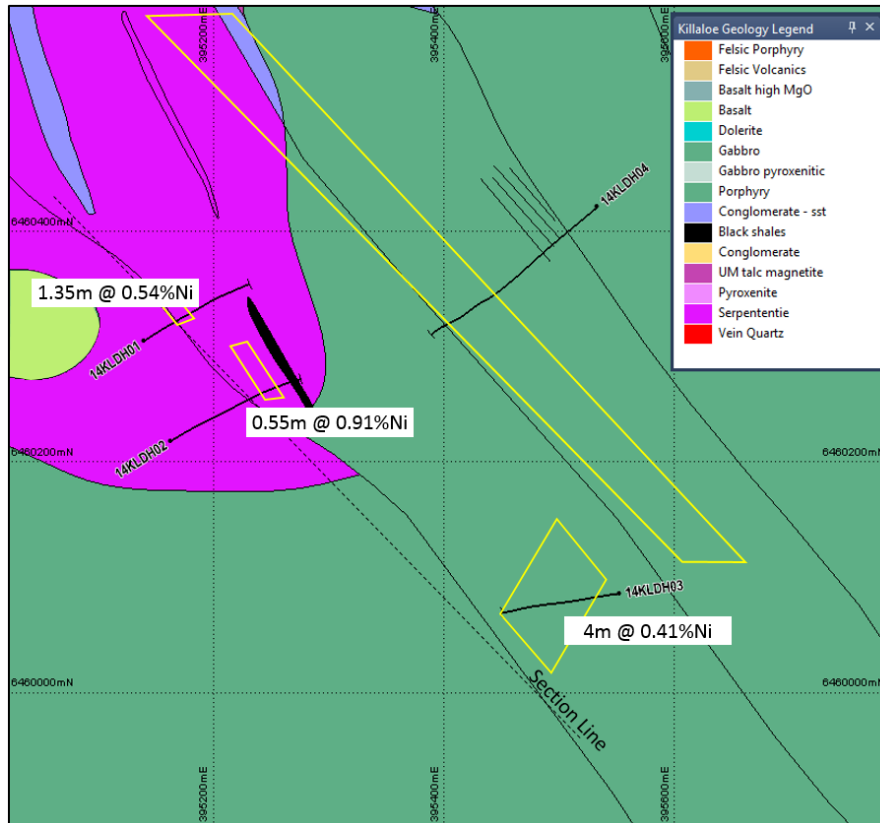 395200mE
395400mE
395600mE
Killaloe Geology Legend
Felsic Porphyry
Felsic Volcanics
Basalt high MgO
Basalt
Dolerite
Gabbro
Gabbro pyroxenitic
Porphyry
Conglomerate - sst
Black shales
Conglomerate
UM talc magnetite
Pyroxenite
Serpententie
Vein Quartz
14KLDH04
6460400mN
1.35m @ 0.54%Ni
14KLDH01
0.55m @ 0.91%Ni
14KLDH02
6460200mN
6460200mN
14KLDH03
4m @ 0.41%Ni
Section Line
6460000mN
6460000mN
395200mE
395400mE
395600mE